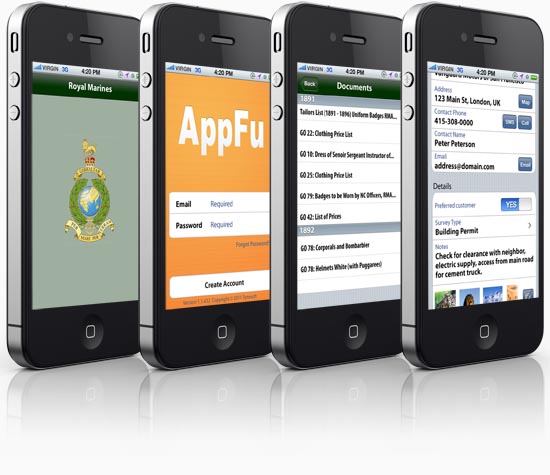 VIRGIN 3G 4:20 PM
Royal Marines
GIBRALTAR
VIRGIN 3G 4:20 PM
AppFu
Email Required
Password Required
Forgot Password?
Create Account
VIRGIN 3G 4:20 PM
Back Documents
1891
Tailors List (1891 - 1896) Uniform Badges RMA...
GO 22: Clothing Price List
GO 10: Dress of Senoir Sergeant Instructor of...
GO 25: Clothing Price List
GO 79: Badges to be Worn by NC Officers, RMA...
GO 42: List of Prices
1892
GO 78: Corporals and Bombarbier
GO 78: Helmets White (with Puggarees)
VIRGIN 3G 4:20 PM
Address
123 Main St, London, UK Map
Contact Phone
415-308-0000 SMS Call
Contact Name
Peter Peterson
Email
address@domain.com Email
Details
Preferred customer YES
Survey Type
Building Permit
Notes
Check for clearance with neighbor,
electric supply, access from main road
for cement truck.